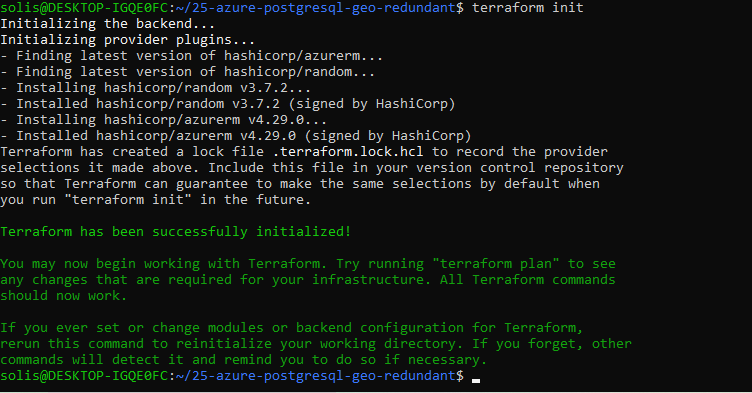 solis@DESKTOP-IGQE0FC:~/25-azure-postgresql-geo-redundant$ terraform init
Initializing the backend...
Initializing provider plugins...
- Finding latest version of hashicorp/azurerm...
- Finding latest version of hashicorp/random...
- Installing hashicorp/random v3.7.2...
- Installed hashicorp/random v3.7.2 (signed by HashiCorp)
- Installing hashicorp/azurerm v4.29.0...
- Installed hashicorp/azurerm v4.29.0 (signed by HashiCorp)
Terraform has created a lock file .terraform.lock.hcl to record the provider
selections it made above. Include this file in your version control repository
so that Terraform can guarantee to make the same selections by default when
you run "terraform init" in the future.
Terraform has been successfully initialized!
You may now begin working with Terraform. Try running "terraform plan" to see
any changes that are required for your infrastructure. All Terraform commands
should now work.
If you ever set or change modules or backend configuration for Terraform,
rerun this command to reinitialize your working directory. If you forget, other
commands will detect it and remind you to do so if necessary.
solis@DESKTOP-IGQE0FC:~/25-azure-postgresql-geo-redundant$